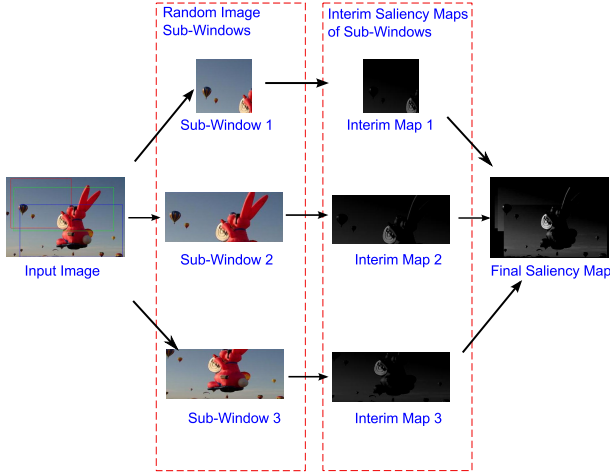 Random Image
Sub-Windows
Interim Saliency Maps
of Sub-Windows
Sub-Window 1
Interim Map 1
Input Image
Sub-Window 2
Interim Map 2
Final Saliency Map
Sub-Window 3
Interim Map 3